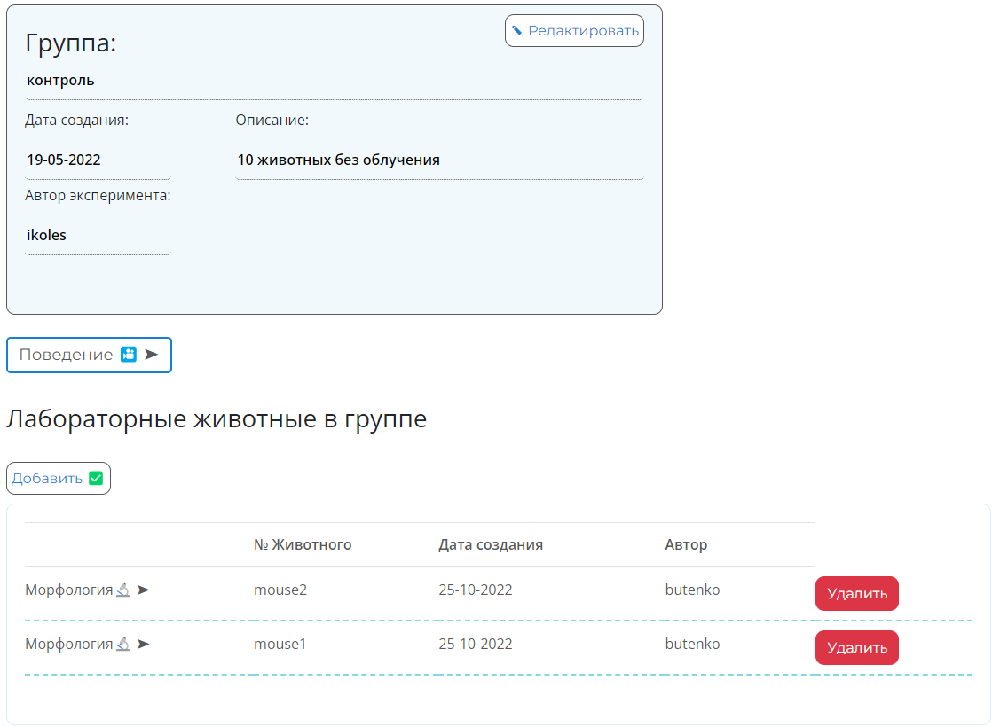 Группа:
Редактировать
контроль
Дата создания: Описание:
19-05-2022 10 животных без облучения
Автор эксперимента:
ikoles
Поведение
Лабораторные животные в группе
Добавить
№ Животного Дата создания Автор
Морфология mouse2 25-10-2022 butenko Удалить
Морфология mouse1 25-10-2022 butenko Удалить